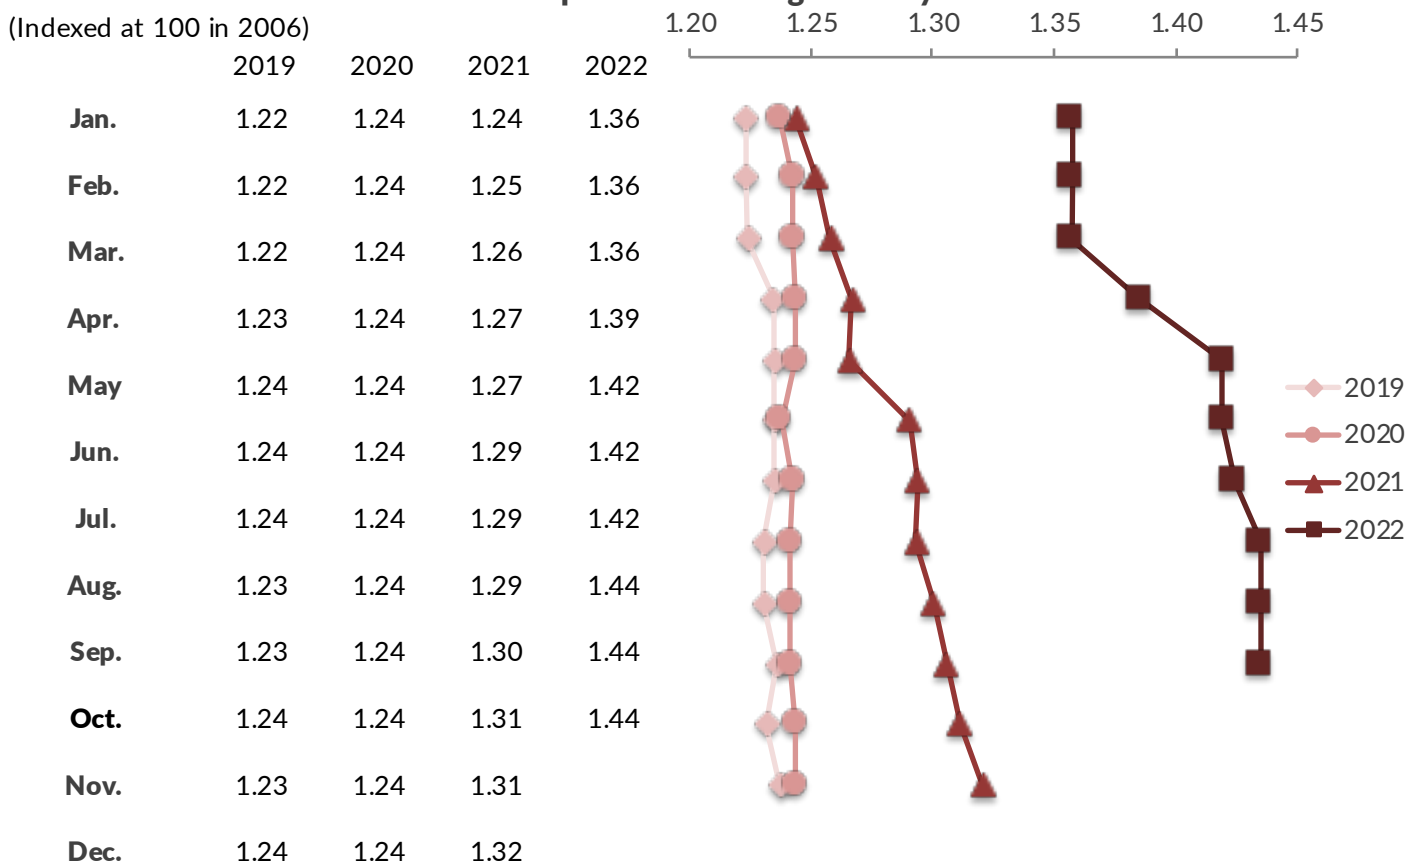 1.20 1.25 1.30 1.35 1.40 1.45
(Indexed at 100 in 2006)
2019 2020 2021 2022
Jan. 1.22 1.24 1.24 1.36
Feb. 1.22 1.24 1.25 1.36
Mar. 1.22 1.24 1.26 1.36
Apr. 1.23 1.24 1.27 1.39
May 1.24 1.24 1.27 1.42
Jun. 1.24 1.24 1.29 1.42
Jul. 1.24 1.24 1.29 1.42
Aug. 1.23 1.24 1.29 1.44
Sep. 1.23 1.24 1.30 1.44
Oct. 1.24 1.24 1.31 1.44
Nov. 1.23 1.24 1.31
Dec. 1.24 1.24 1.32
2019
2020
2021
2022